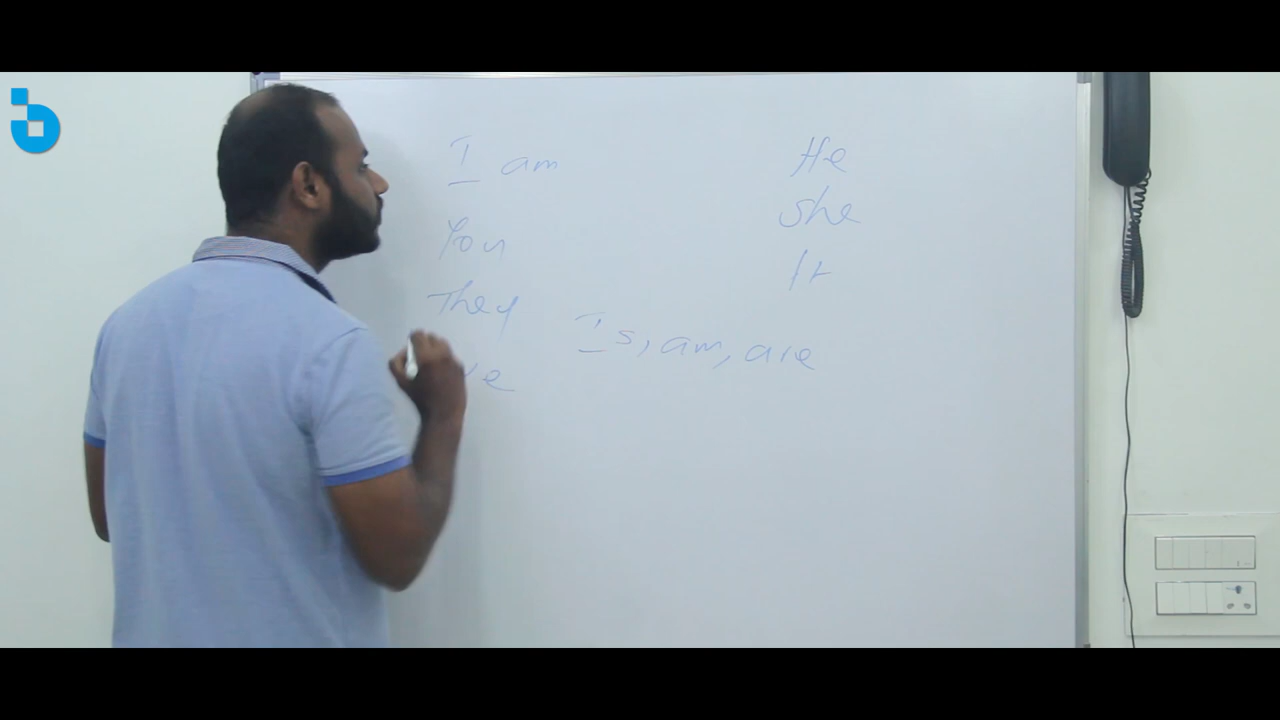 I am
You
They
He
she
It
Is, am, are